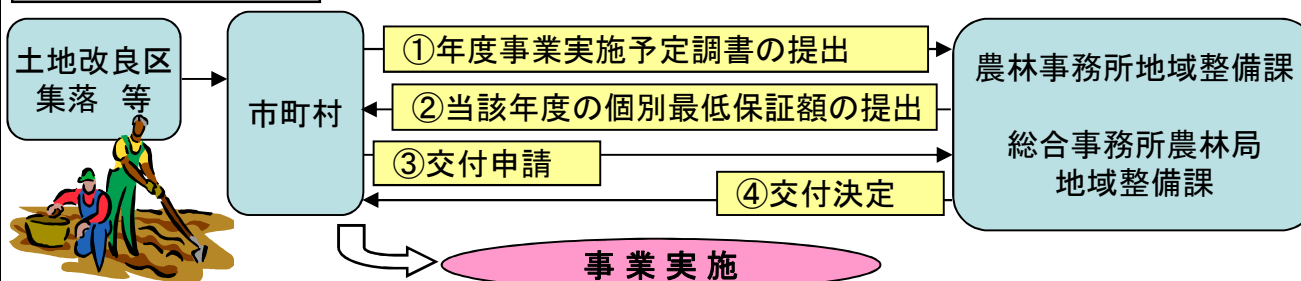 土地改良区
集落 等
市町村
①年度事業実施予定調書の提出
②当該年度の個別最低保証額の提出
③交付申請
④交付決定
農林事務所地域整備課
総合事務所農林局
地域整備課
事業実施